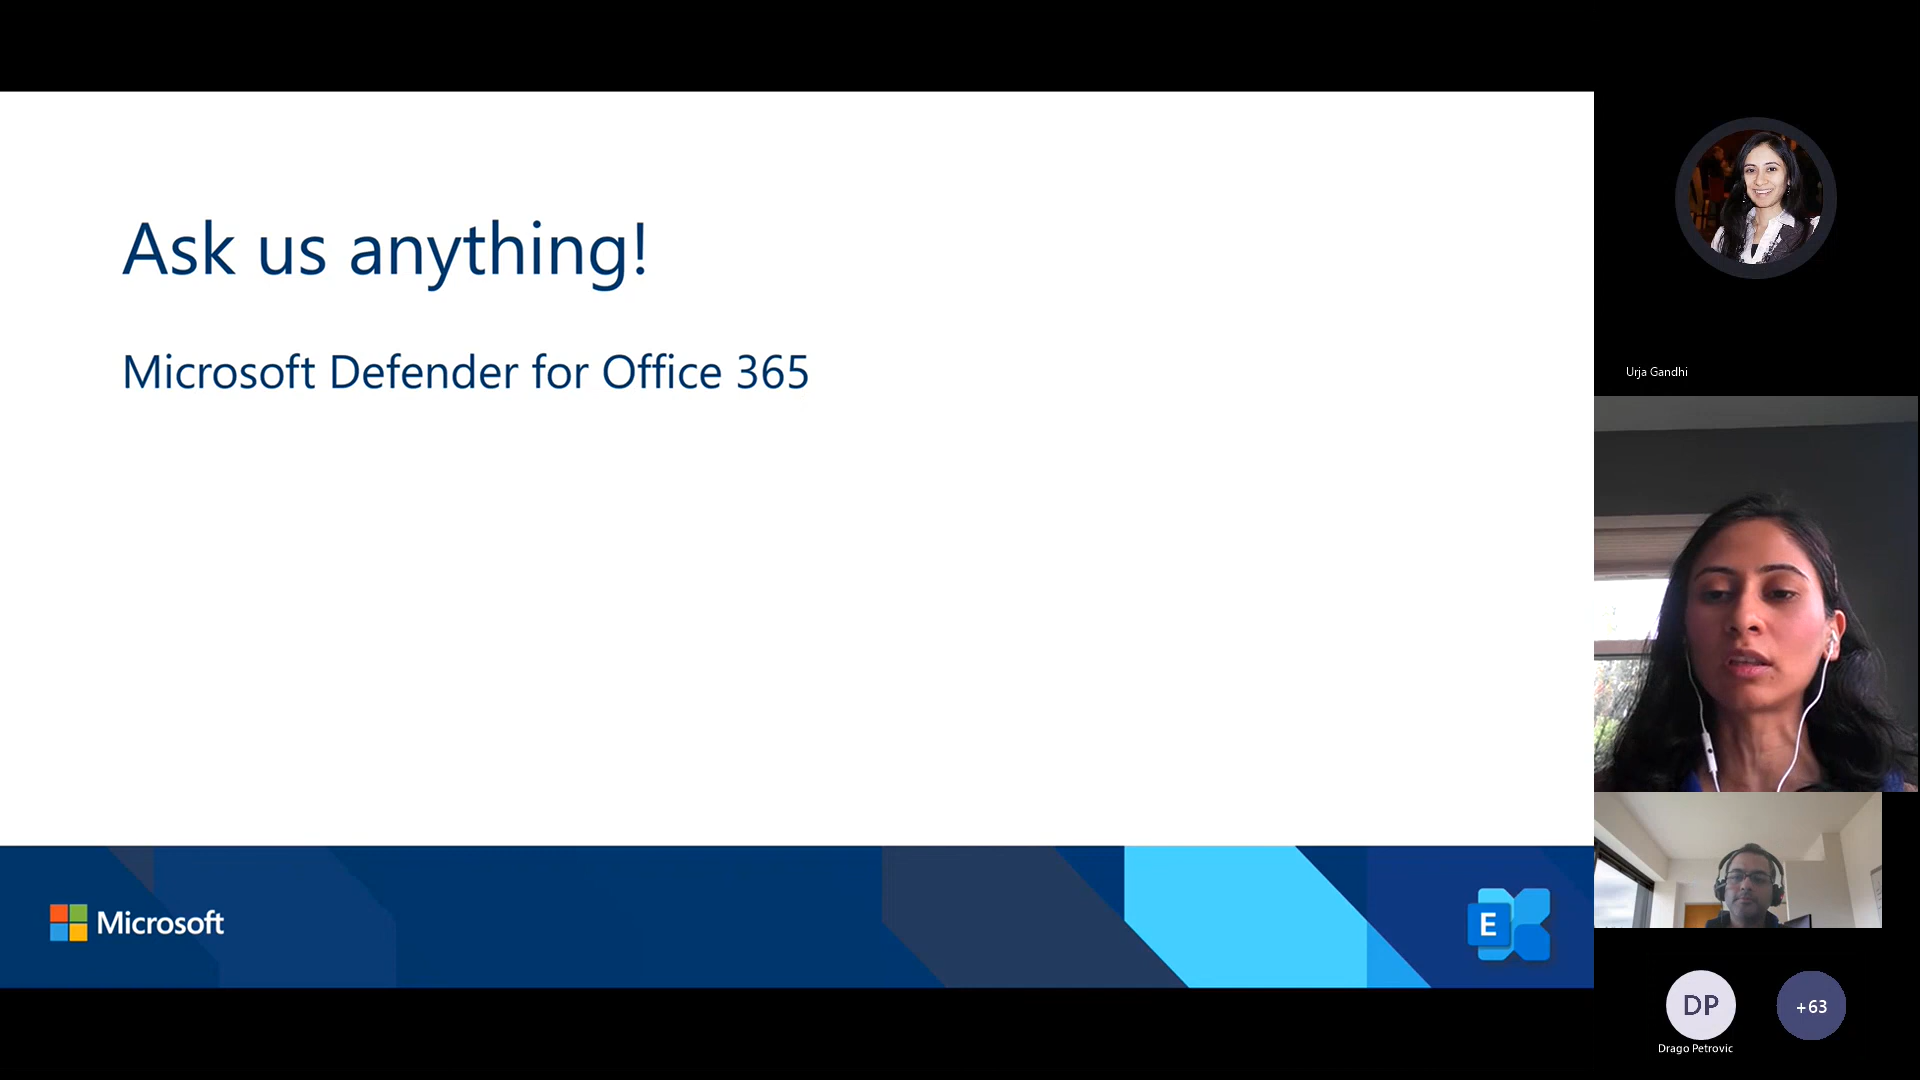 Ask us anything!
Microsoft Defender for Office 365
Urja Gandhi
Microsoft
E
DP
+63
Drago Petrovic